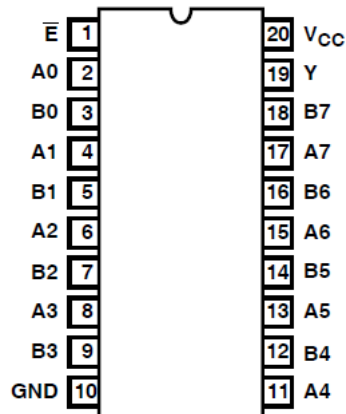 E̅ 1 20 VCC
A0 2 19 Y
B0 3 18 B7
A1 4 17 A7
B1 5 16 B6
A2 6 15 A6
B2 7 14 B5
A3 8 13 A5
B3 9 12 B4
GND 10 11 A4